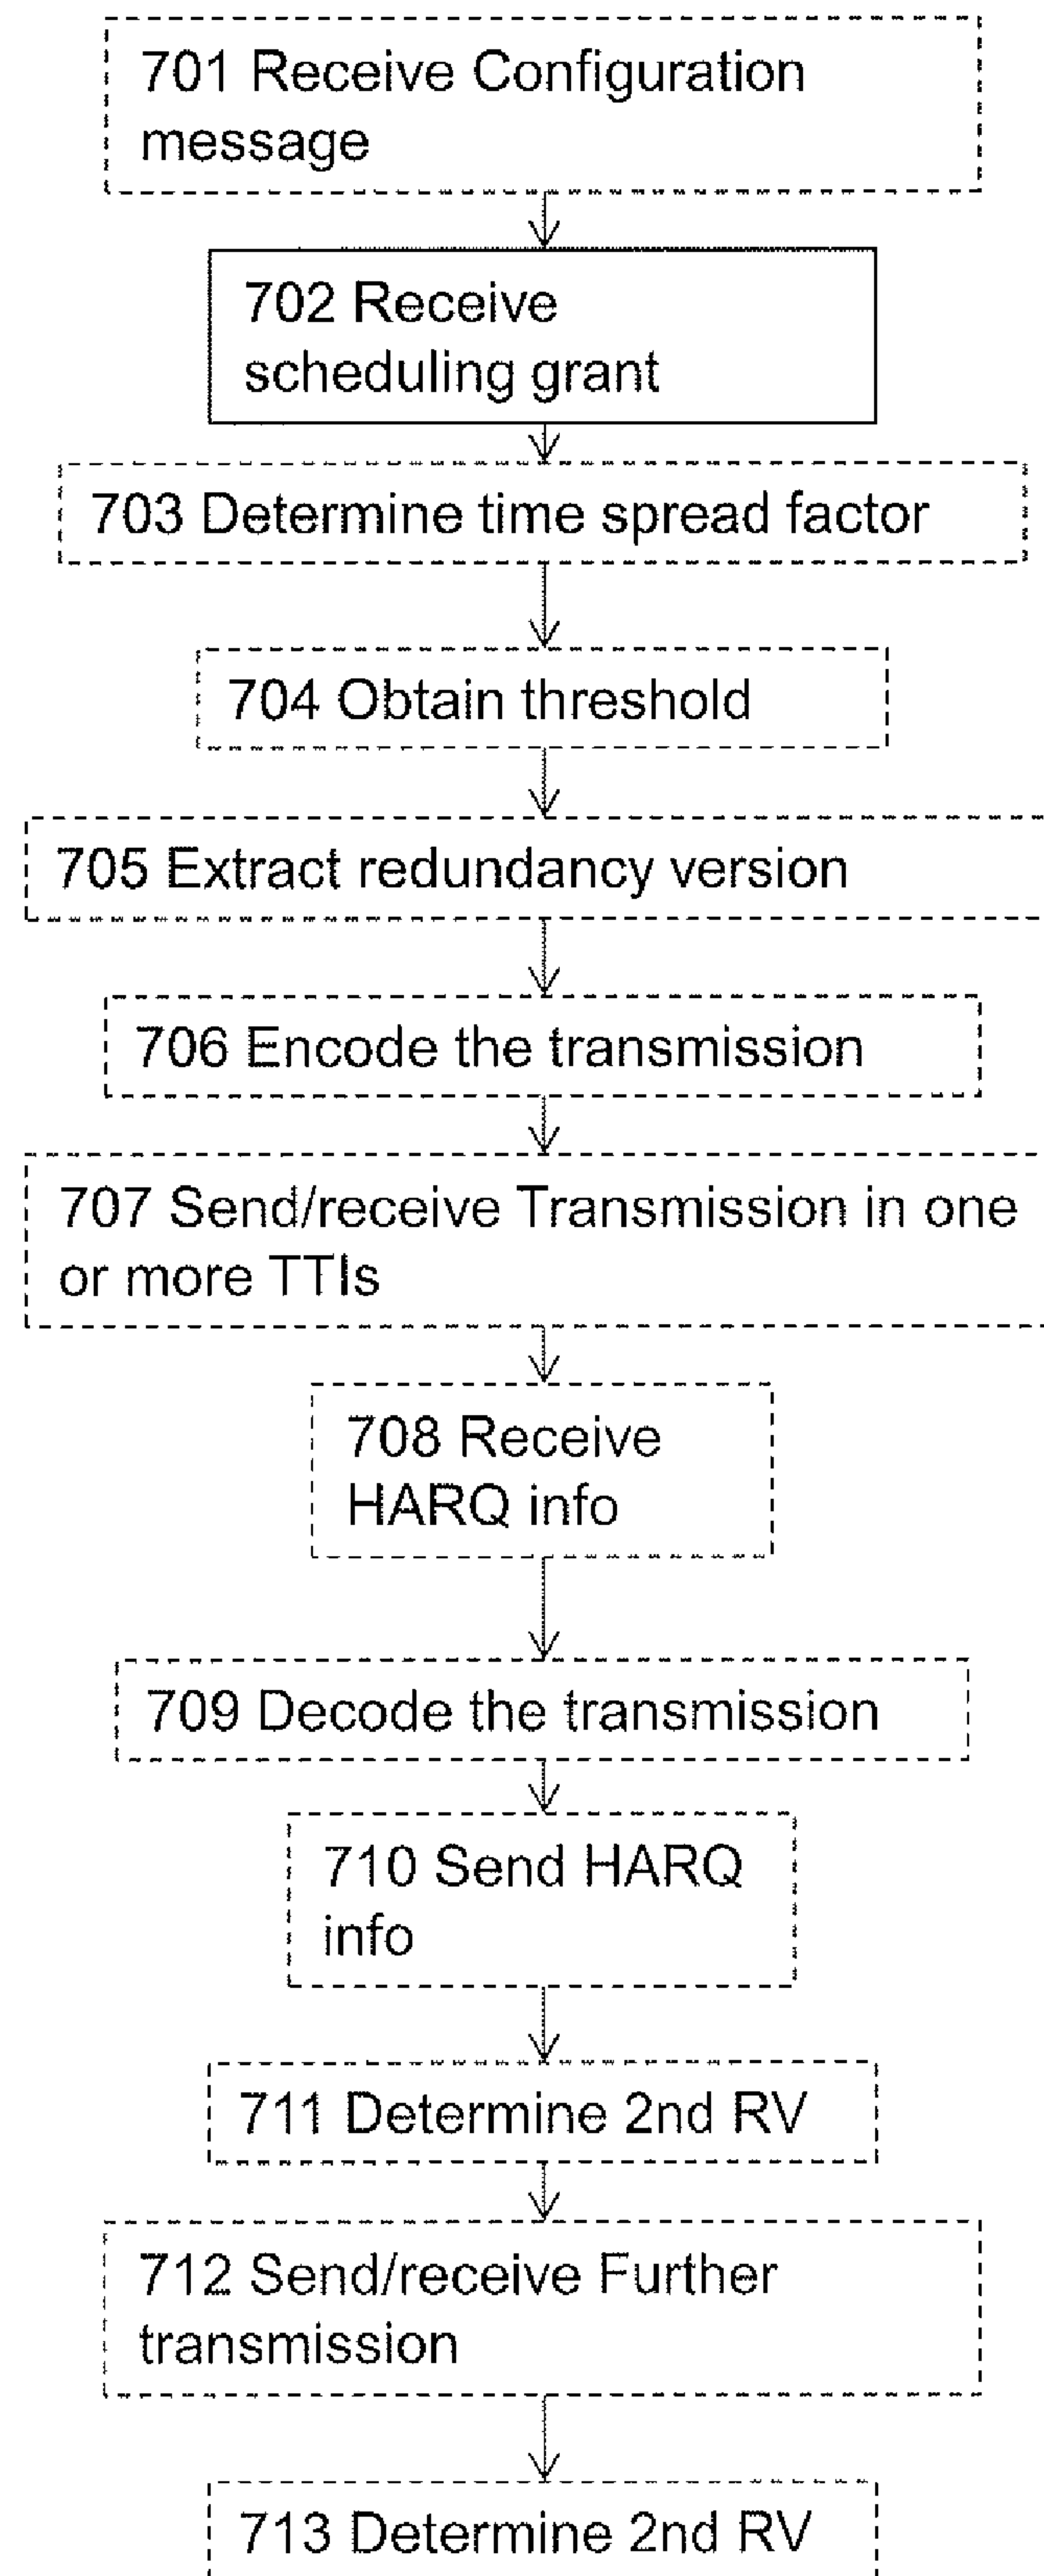 701 Receive Configuration
message
702 Receive
scheduling grant
703 Determine time spread factor
704 Obtain threshold
705 Extract redundancy version
706 Encode the transmission
707 Send/receive Transmission in one
or more TTIs
708 Receive
HARQ info
709 Decode the transmission
710 Send HARQ
info
711 Determine 2nd RV
712 Send/receive Further
transmission
713 Determine 2nd RV